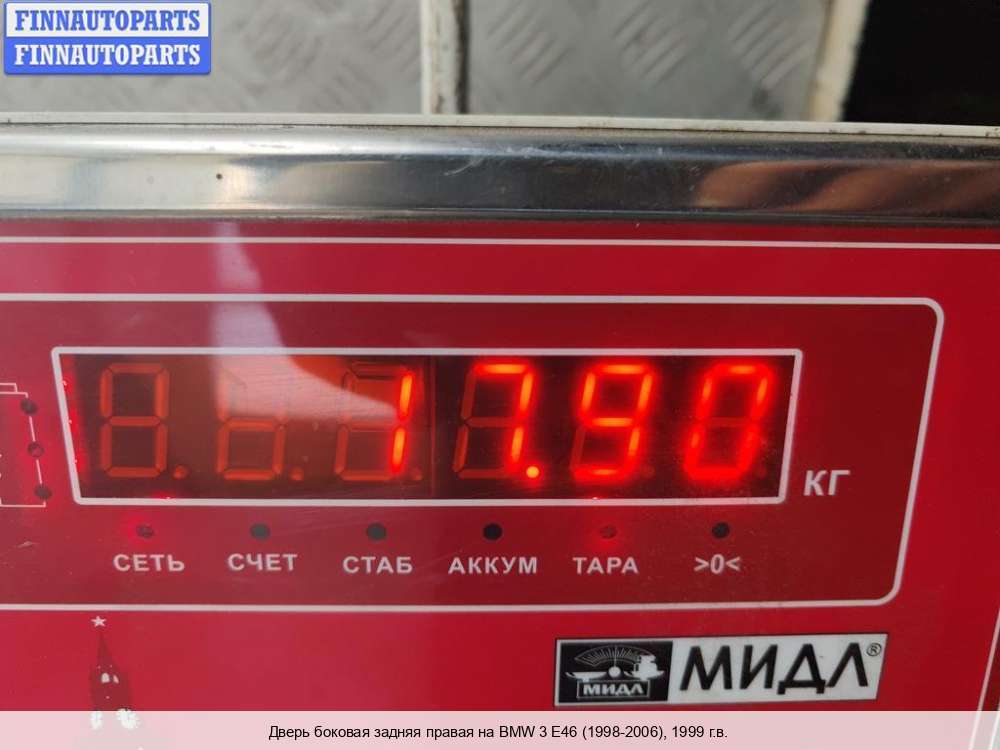 FINNAUTOPARTS
FINNAUTOPARTS
17.90
КГ
СЕТЬ СЧЕТ СТАБ АККУМ ТАРА >0<
МИДЛ МИДЛ®
Дверь боковая задняя правая на BMW 3 E46 (1998-2006), 1999 г.в.